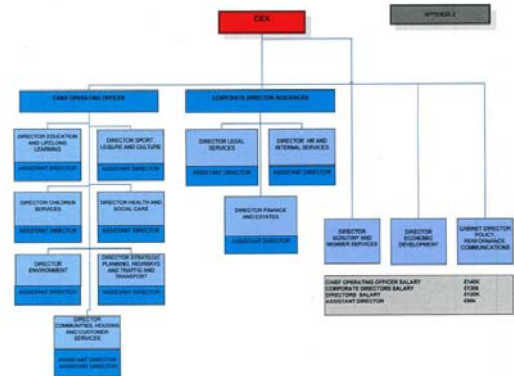 CEX
APPENDIX 2
CHIEF OPERATING OFFICER
CORPORATE DIRECTOR RESOURCES
DIRECTOR EDUCATION
AND LIFELONG
LEARNING
ASSISTANT DIRECTOR
DIRECTOR SPORT,
LEISURE AND CULTURE
ASSISTANT DIRECTOR
DIRECTOR LEGAL
SERVICES
ASSISTANT DIRECTOR
DIRECTOR HR AND
INTERNAL SERVICES
ASSISTANT DIRECTOR
DIRECTOR CHILDREN
SERVICES
ASSISTANT DIRECTOR
DIRECTOR HEALTH AND
SOCIAL CARE
ASSISTANT DIRECTOR
DIRECTOR FINANCE
AND ESTATES
ASSISTANT DIRECTOR
DIRECTOR
SCRUTINY AND
MEMBER SERVICES
DIRECTOR
ECONOMIC
DEVELOPMENT
CABINET DIRECTOR
POLICY,
PERFORMANCE
COMMUNICATIONS
DIRECTOR
ENVIRONMENT
ASSISTANT DIRECTOR
DIRECTOR STRATEGIC
PLANNING, HIGHWAYS
AND TRAFFIC AND
TRANSPORT
ASSISTANT DIRECTOR
DIRECTOR
COMMUNITIES, HOUSING
AND CUSTOMER
SERVICES
ASSISTANT DIRECTOR
ASSISTANT DIRECTOR
CHIEF OPERATING OFFICER SALARY
CORPORATE DIRECTORS SALARY
DIRECTORS SALARY
ASSISTANT DIRECTOR